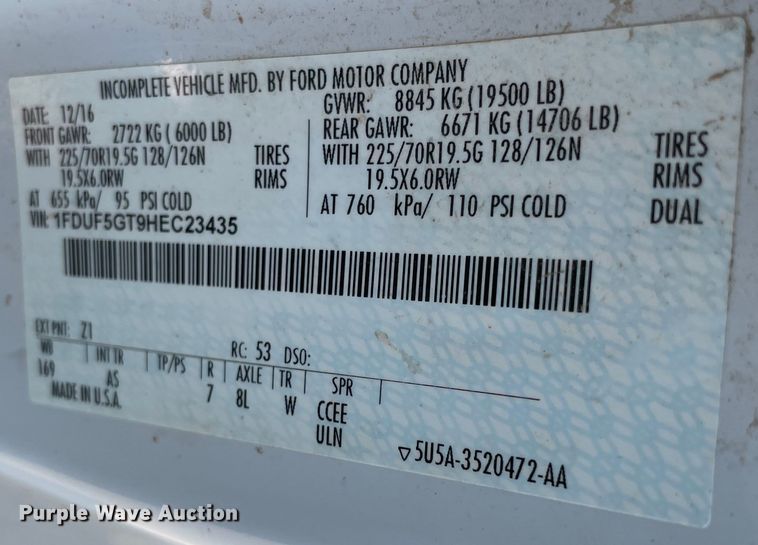 INCOMPLETE VEHICLE MFD. BY FORD MOTOR COMPANY
DATE: 12/16 GVWR: 8845 KG (19500 LB)
FRONT GAWR: 2722 KG ( 6000 LB) REAR GAWR: 6671 KG (14706 LB)
WITH 225/70R19.5G 128/126N TIRES WITH 225/70R19.5G 128/126N TIRES
19.5X6.0RW RIMS 19.5X6.0RW RIMS
AT 655 kPa/ 95 PSI COLD AT 760 kPa/ 110 PSI COLD DUAL
VIN: 1FDUF5GT9HEC23435
EXT PNT: Z1 RC: 53 DSO:
WB INT TR TP/PS R AXLE TR SPR
169 AS 7 8L W CCEE
MADE IN U.S.A. ULN
▽5U5A-3520472-AA
Purple Wave Auction